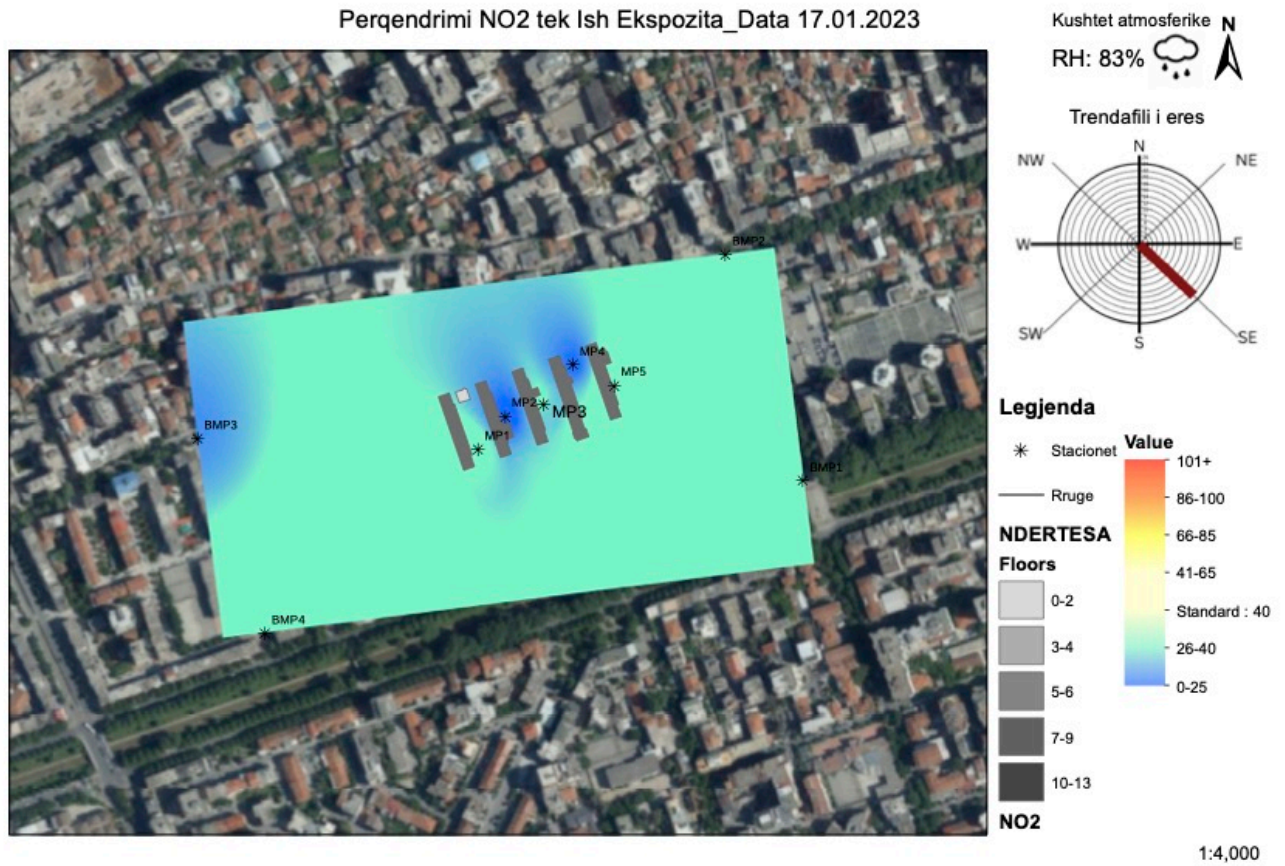 Perqendrimi NO2 tek Ish Ekspozita_Data 17.01.2023
Kushtet atmosferike
N
RH: 83%
Trendafili i eres
N
NW
NE
W
E
SW
SE
S
BMP2
MP4
MP5
MP2
MP3
BMP3
MP1
BMP1
BMP4
Legjenda
Stacionet
Rruge
NDERTESA
Floors
0-2
3-4
5-6
7-9
10-13
NO2
Value
101+
86-100
66-85
41-65
Standard : 40
26-40
0-25
1:4,000